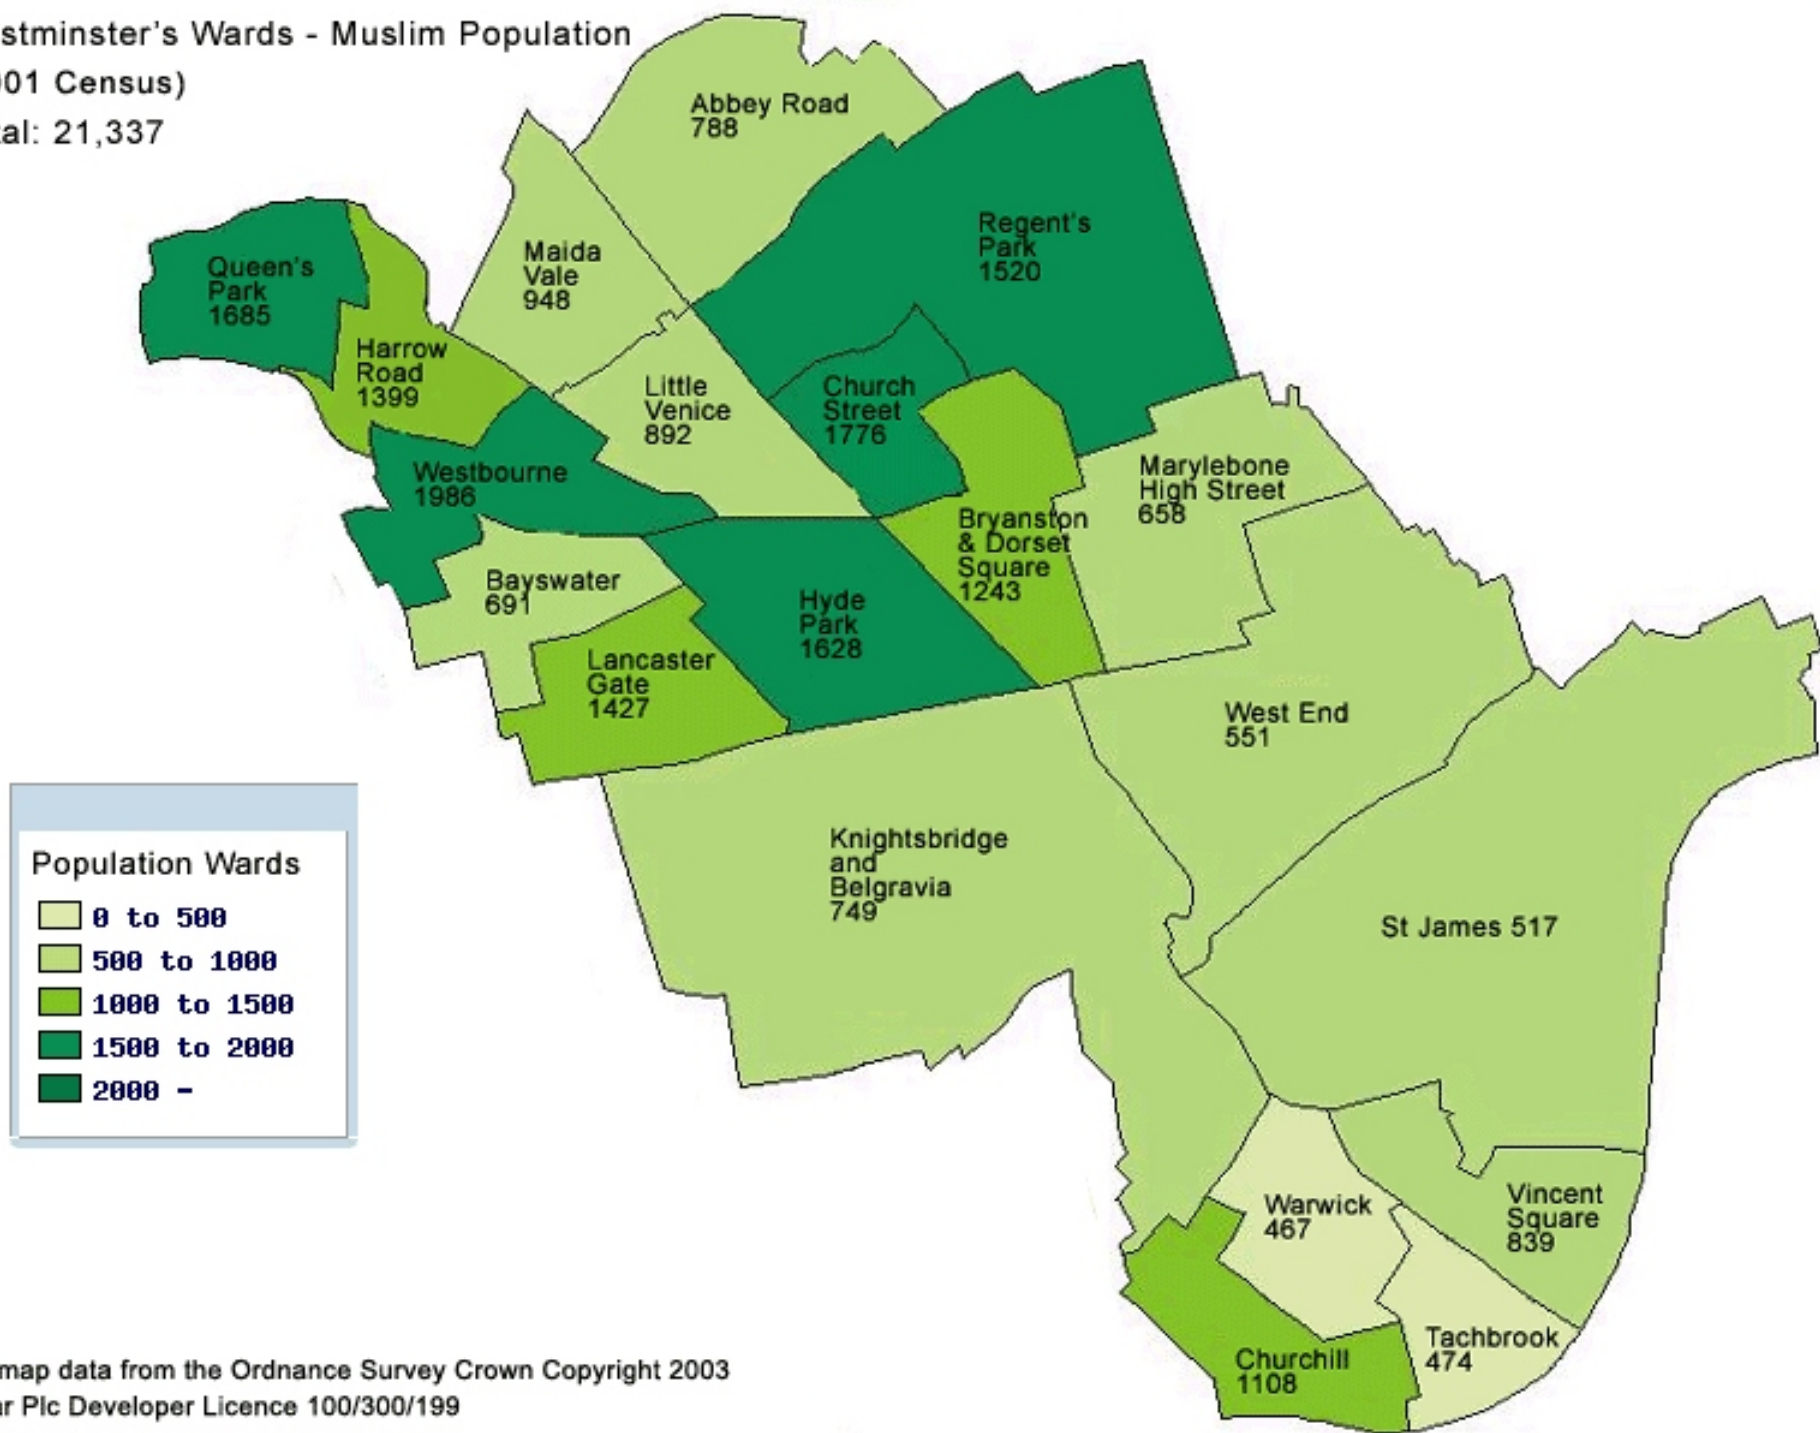 stminster's Wards - Muslim Population
01 Census)
al: 21,337
Abbey Road
788
Regent's
Park
1520
Maida
Vale
948
Queen's
Park
1685
Harrow
Road
1399
Little
Venice
892
Church
Street
1776
Westbourne
1986
Marylebone
High Street
658
Bryanston
& Dorset
Square
1243
Bayswater
691
Hyde
Park
1628
Lancaster
Gate
1427
West End
551
Knightsbridge
and
Belgravia
749
St James 517
Warwick
467
Vincent
Square
839
Tachbrook
474
Churchill
1108
Population Wards
0 to 500
500 to 1000
1000 to 1500
1500 to 2000
2000 -
map data from the Ordnance Survey Crown Copyright 2003
r Plc Developer Licence 100/300/199